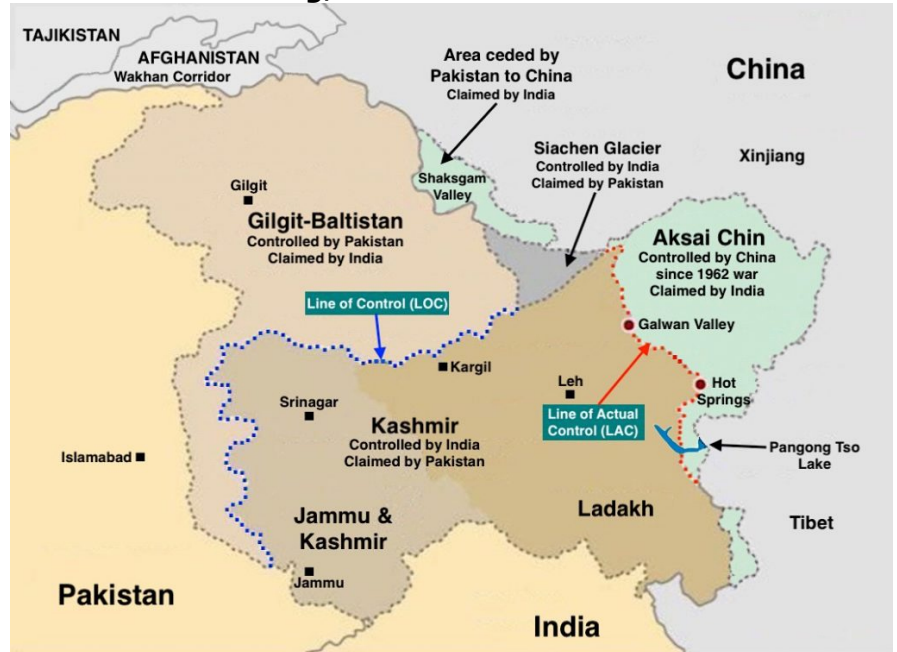 TAJIKISTAN
AFGHANISTAN
Wakhan Corridor
Area ceded by
Pakistan to China
Claimed by India
China
Siachen Glacier
Controlled by India
Claimed by Pakistan
Xinjiang
Shaksgam
Valley
Gilgit
Gilgit-Baltistan
Controlled by Pakistan
Claimed by India
Aksai Chin
Controlled by China
since 1962 war
Claimed by India
Line of Control (LOC)
Galwan Valley
Kargil
Leh
Hot
Springs
Srinagar
Line of Actual
Control (LAC)
Kashmir
Controlled by India
Claimed by Pakistan
Islamabad
Pangong Tso
Lake
Ladakh
Jammu &
Kashmir
Tibet
Jammu
Pakistan
India